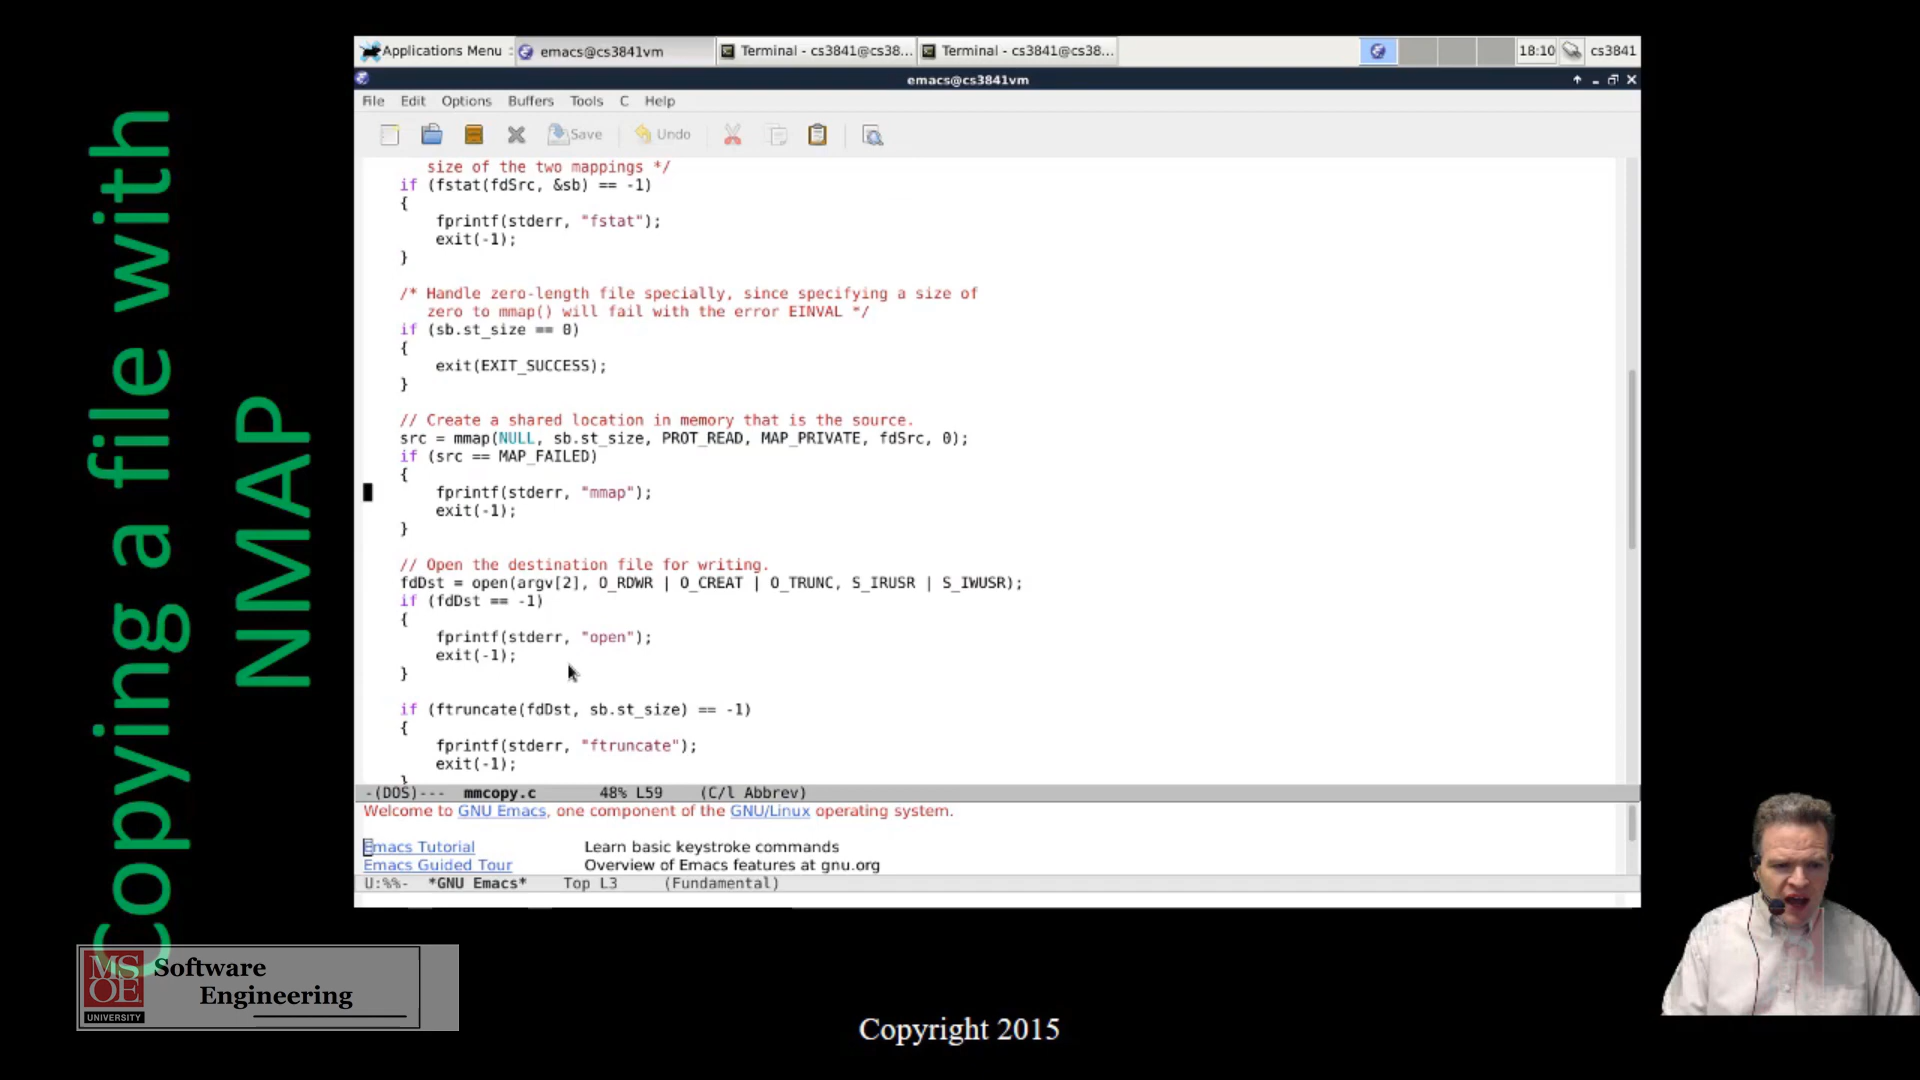 Copying a file with
NMAP
Applications Menu
emacs@cs3841vm
Terminal - cs3841@cs38...
Terminal - cs3841@cs38...
18:10
cs3841
emacs@cs3841vm
File Edit Options Buffers Tools C Help
Save
Undo
size of the two mappings */
if (fstat(fdSrc, &sb) == -1)
{
fprintf(stderr, "fstat");
exit(-1);
}
/* Handle zero-length file specially, since specifying a size of
zero to mmap() will fail with the error EINVAL */
if (sb.st_size == 0)
{
exit(EXIT_SUCCESS);
}
// Create a shared location in memory that is the source.
src = mmap(NULL, sb.st_size, PROT_READ, MAP_PRIVATE, fdSrc, 0);
if (src == MAP_FAILED)
{
fprintf(stderr, "mmap");
exit(-1);
}
// Open the destination file for writing.
fdDst = open(argv[2], O_RDWR | O_CREAT | O_TRUNC, S_IRUSR | S_IWUSR);
if (fdDst == -1)
{
fprintf(stderr, "open");
exit(-1);
}
if (ftruncate(fdDst, sb.st_size) == -1)
{
fprintf(stderr, "ftruncate");
exit(-1);
}
-(DOS)--- mmcopy.c 48% L59 (C/l Abbrev)
Welcome to GNU Emacs, one component of the GNU/Linux operating system.
Emacs Tutorial Learn basic keystroke commands
Emacs Guided Tour Overview of Emacs features at gnu.org
U:%%- *GNU Emacs* Top L3 (Fundamental)
MS
OE
UNIVERSITY
Software
Engineering
Copyright 2015